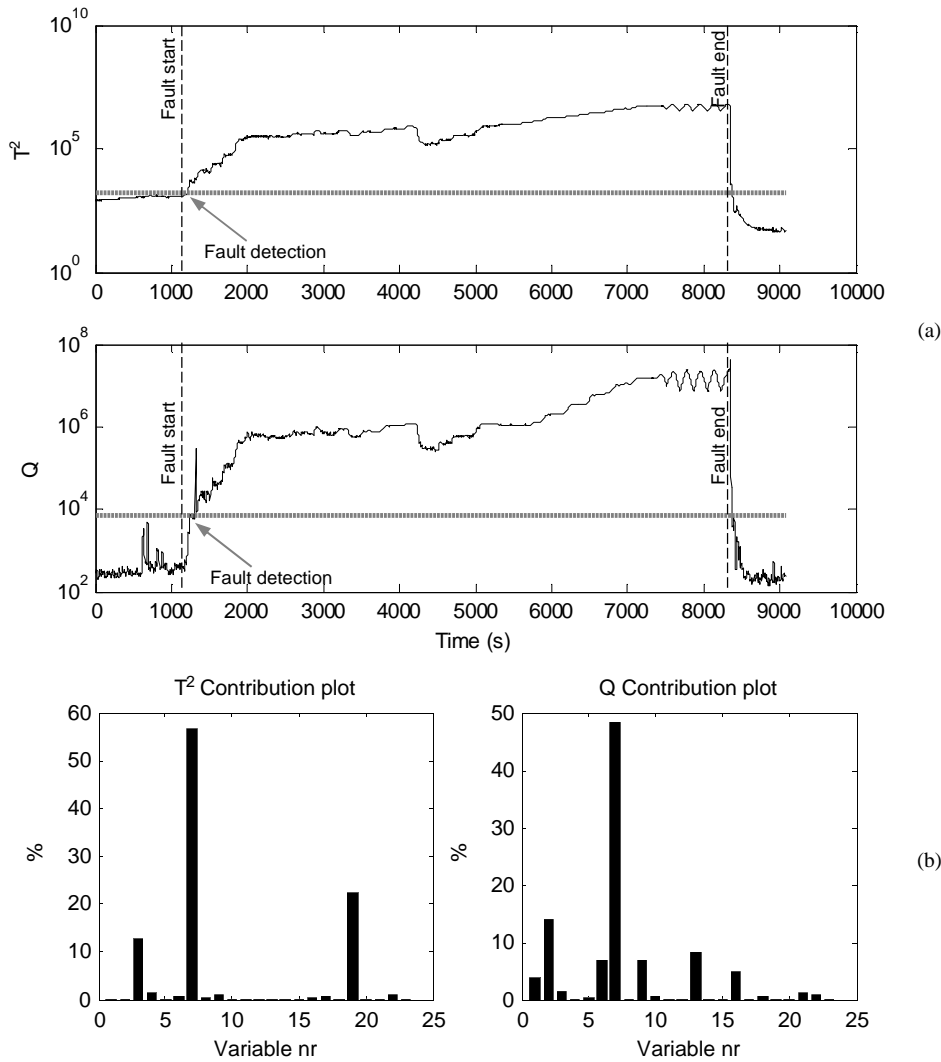 10^10
10^5
10^0
T^2
Fault start
Fault end
Fault detection
0 1000 2000 3000 4000 5000 6000 7000 8000 9000 10000
(a)
10^8
10^6
10^4
10^2
Q
Fault start
Fault end
Fault detection
0 1000 2000 3000 4000 5000 6000 7000 8000 9000 10000
Time (s)
T^2 Contribution plot
60
50
40
30
20
10
0
%
0 5 10 15 20 25
Variable nr
Q Contribution plot
50
40
30
20
10
0
%
0 5 10 15 20 25
Variable nr
(b)